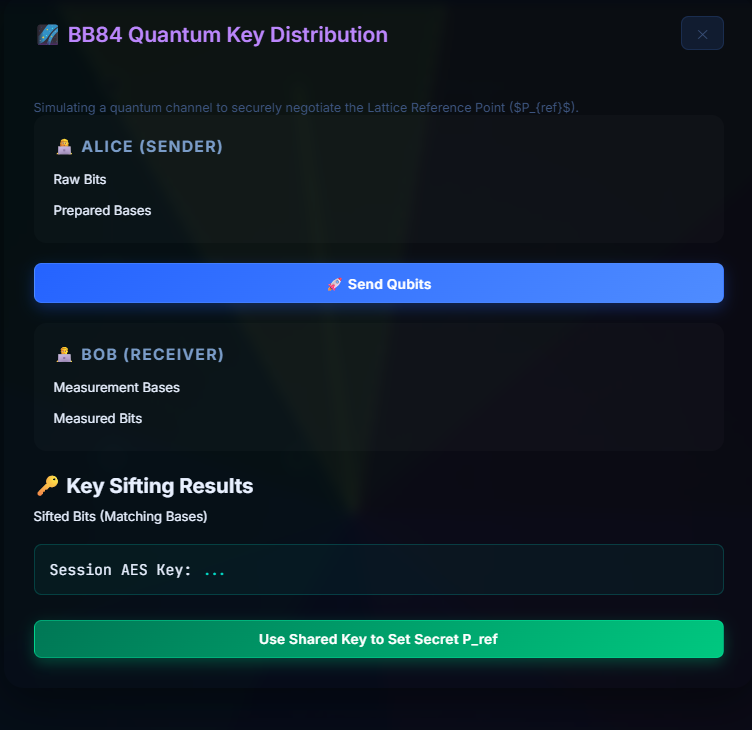 BB84 Quantum Key Distribution
Simulating a quantum channel to securely negotiate the Lattice Reference Point ($P_{ref}$).
ALICE (SENDER)
Raw Bits
Prepared Bases
Send Qubits
BOB (RECEIVER)
Measurement Bases
Measured Bits
Key Sifting Results
Sifted Bits (Matching Bases)
Session AES Key: ...
Use Shared Key to Set Secret P_ref